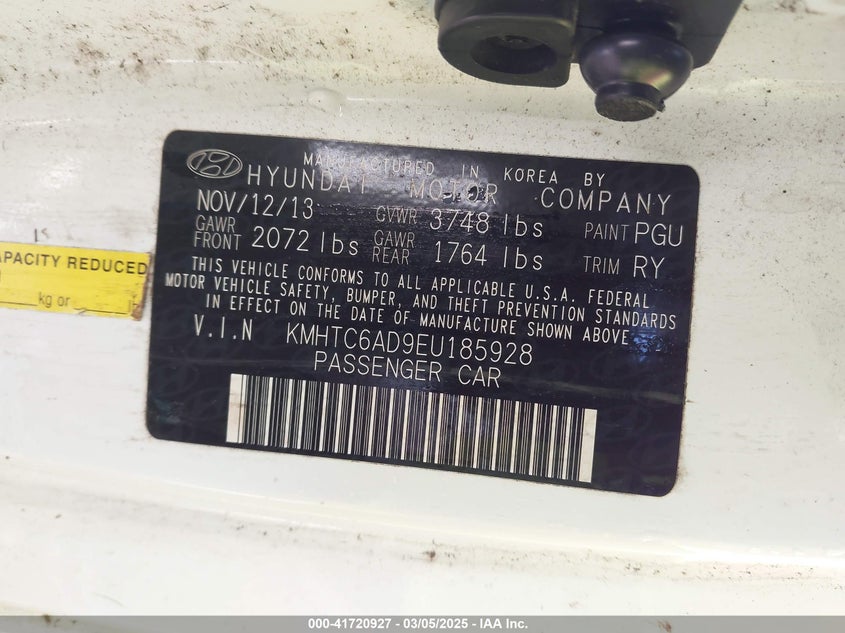 MANUFACTURED IN KOREA BY
HYUNDAI MOTOR COMPANY
NOV/12/13 GVWR 3748 lbs PAINT PGU
GAWR FRONT 2072 lbs GAWR REAR 1764 lbs TRIM RY
THIS VEHICLE CONFORMS TO ALL APPLICABLE U.S.A. FEDERAL
MOTOR VEHICLE SAFETY, BUMPER, AND THEFT PREVENTION STANDARDS
IN EFFECT ON THE DATE OF MANUFACTURE SHOWN ABOVE.
V.I.N KMHTC6AD9EU185928
PASSENGER CAR
CAPACITY REDUCED
kg or
000-41720927 - 03/05/2025 - IAA Inc.